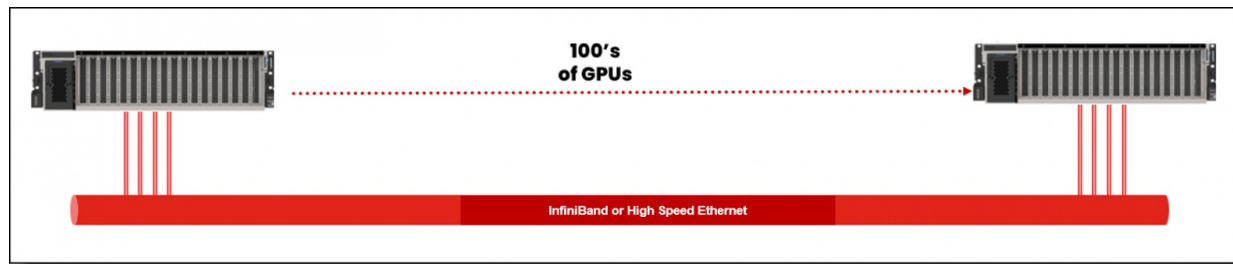 100’s
of GPUs
InfiniBand or High Speed Ethernet